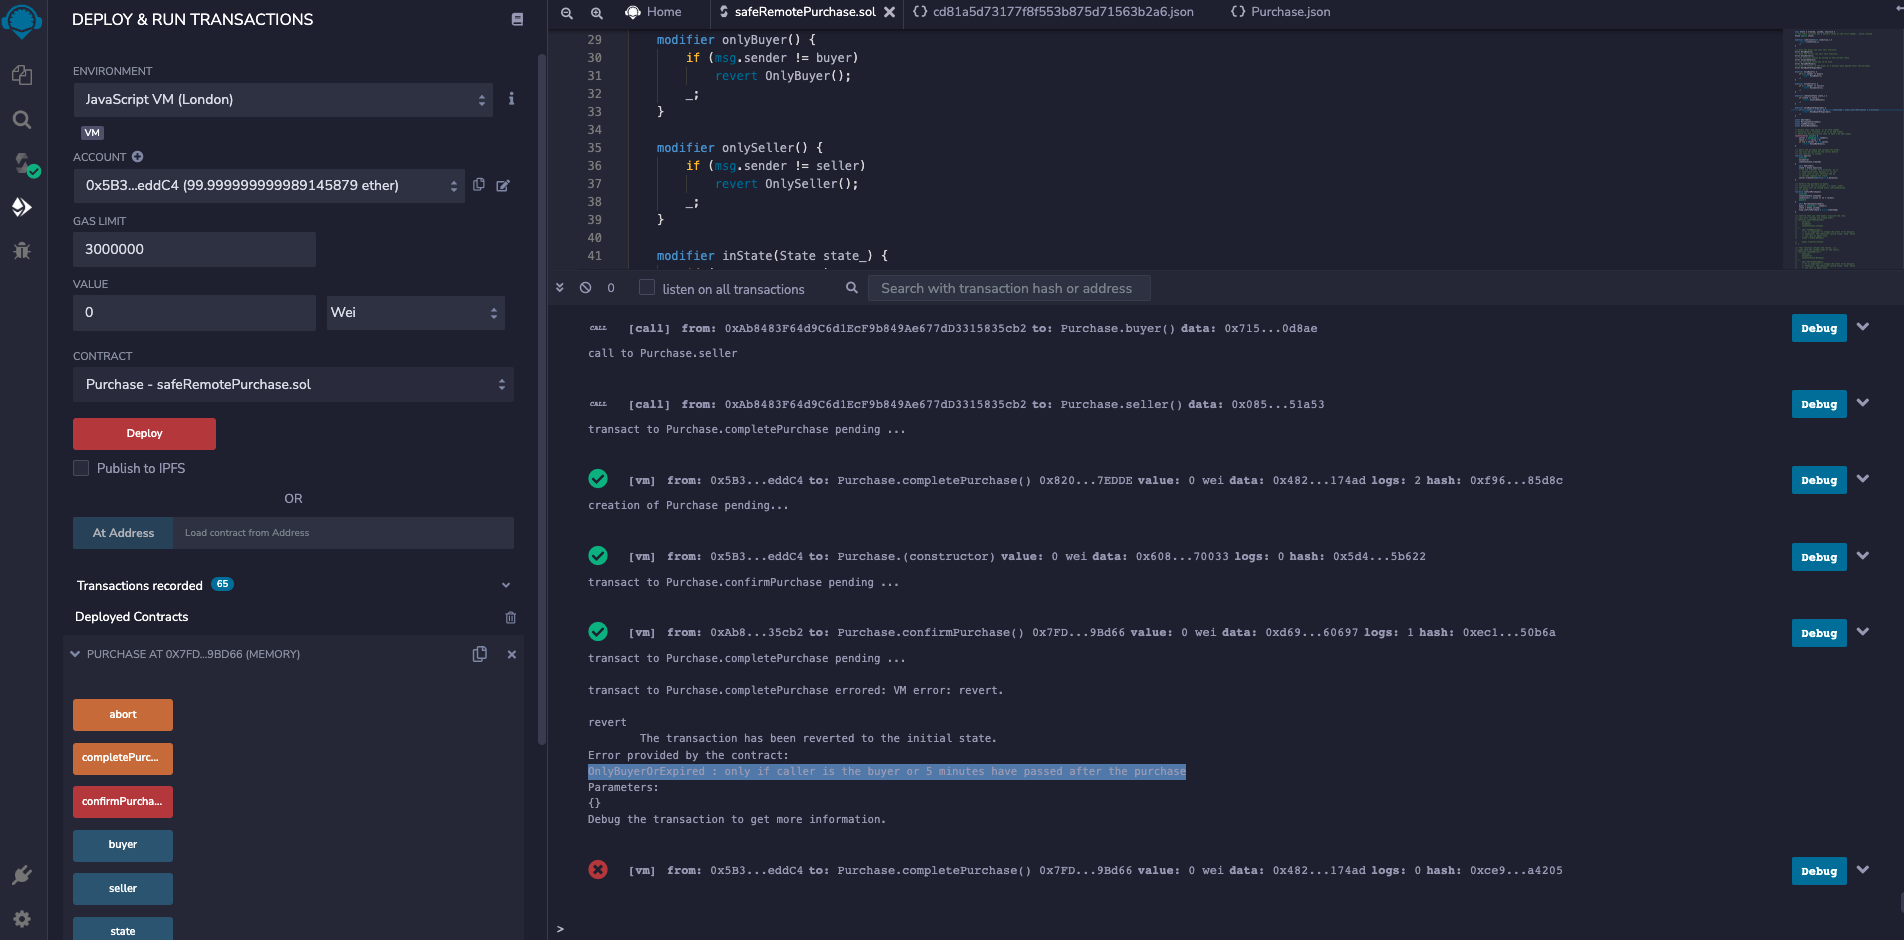 DEPLOY & RUN TRANSACTIONS
ENVIRONMENT
JavaScript VM (London)
VM
ACCOUNT
0x5B3...eddC4 (99.999999999989145879 ether)
GAS LIMIT
3000000
VALUE
0
Wei
CONTRACT
Purchase - safeRemotePurchase.sol
Deploy
Publish to IPFS
OR
At Address
Load contract from Address
Transactions recorded 65
Deployed Contracts
PURCHASE AT 0X7FD...9BD66 (MEMORY)
abort
completePurc...
confirmPurcha...
buyer
seller
state
Home
safeRemotePurchase.sol
cd81a5d73177f8f553b875d71563b2a6.json
Purchase.json
29 modifier onlyBuyer() {
30 if (msg.sender != buyer)
31 revert OnlyBuyer();
32 _;
33 }
34
35 modifier onlySeller() {
36 if (msg.sender != seller)
37 revert OnlySeller();
38 _;
39 }
40
41 modifier inState(State state_) {
0
listen on all transactions
Search with transaction hash or address
CALL [call] from: 0xAb8483F64d9C6d1EcF9b849Ae677dD3315835cb2 to: Purchase.buyer() data: 0x715...0d8ae Debug
call to Purchase.seller
CALL [call] from: 0xAb8483F64d9C6d1EcF9b849Ae677dD3315835cb2 to: Purchase.seller() data: 0x085...51a53 Debug
transact to Purchase.completePurchase pending ...
[vm] from: 0x5B3...eddC4 to: Purchase.completePurchase() 0x820...7EDDE value: 0 wei data: 0x482...174ad logs: 2 hash: 0xf96...85d8c Debug
creation of Purchase pending...
[vm] from: 0x5B3...eddC4 to: Purchase.(constructor) value: 0 wei data: 0x608...70033 logs: 0 hash: 0x5d4...5b622 Debug
transact to Purchase.confirmPurchase pending ...
[vm] from: 0xAb8...35cb2 to: Purchase.confirmPurchase() 0x7FD...9Bd66 value: 0 wei data: 0xd69...60697 logs: 1 hash: 0xec1...50b6a Debug
transact to Purchase.completePurchase pending ...
transact to Purchase.completePurchase errored: VM error: revert.
revert
The transaction has been reverted to the initial state.
Error provided by the contract:
OnlyBuyerOrExpired : only if caller is the buyer or 5 minutes have passed after the purchase
Parameters:
{}
Debug the transaction to get more information.
[vm] from: 0x5B3...eddC4 to: Purchase.completePurchase() 0x7FD...9Bd66 value: 0 wei data: 0x482...174ad logs: 0 hash: 0xce9...a4205 Debug
>